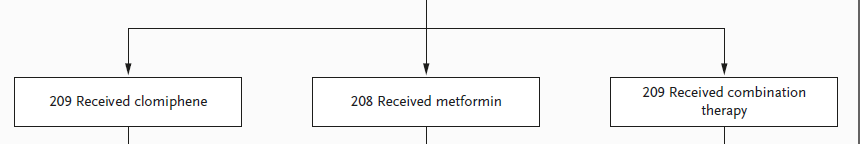 209 Received clomiphene
208 Received metformin
209 Received combination
therapy